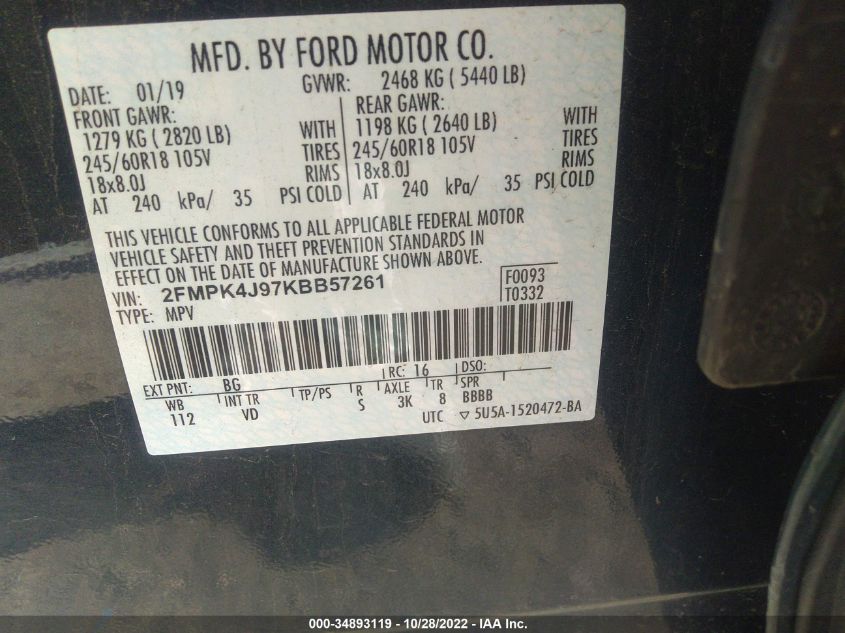 MFD. BY FORD MOTOR CO.
DATE: 01/19 GVWR: 2468 KG ( 5440 LB)
FRONT GAWR: REAR GAWR:
1279 KG ( 2820 LB) WITH 1198 KG ( 2640 LB) WITH
245/60R18 105V TIRES 245/60R18 105V TIRES
18x8.0J RIMS 18x8.0J RIMS
AT 240 kPa/ 35 PSI COLD AT 240 kPa/ 35 PSI COLD
THIS VEHICLE CONFORMS TO ALL APPLICABLE FEDERAL MOTOR
VEHICLE SAFETY AND THEFT PREVENTION STANDARDS IN
EFFECT ON THE DATE OF MANUFACTURE SHOWN ABOVE.
VIN: 2FMPK4J97KBB57261 F0093
TYPE: MPV T0332
EXT PNT: BG RC: 16 DSO:
WB INT TR TP/PS R AXLE TR SPR
112 VD S 3K 8 BBBB
UTC ▽ 5U5A-1520472-BA
000-34893119 - 10/28/2022 - IAA Inc.